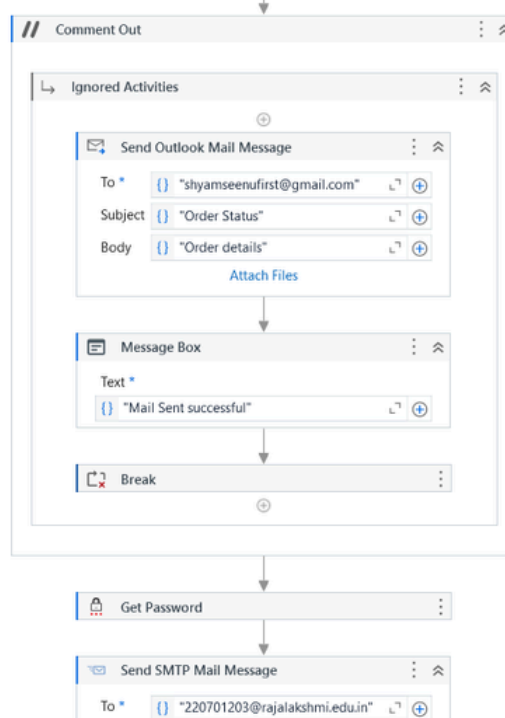 Comment Out
Ignored Activities
Send Outlook Mail Message
To * {} "shyamseenufirst@gmail.com"
Subject {} "Order Status"
Body {} "Order details"
Attach Files
Message Box
Text *
{} "Mail Sent successful"
Break
Get Password
Send SMTP Mail Message
To * {} "220701203@rajalakshmi.edu.in"